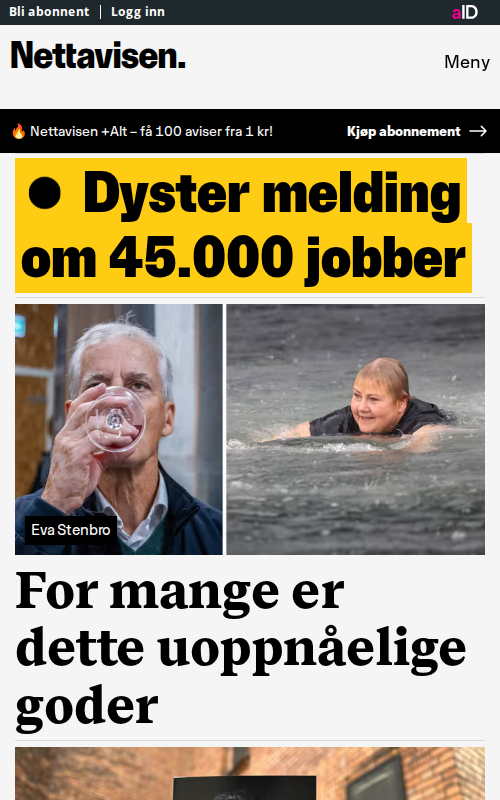 Bli abonnent | Logg inn
aID
Nettavisen.
Meny
🔥 Nettavisen +Alt – få 100 aviser fra 1 kr!
Kjøp abonnement →
● Dyster melding
om 45.000 jobber
Eva Stenbro
For mange er
dette uoppnåelige
goder